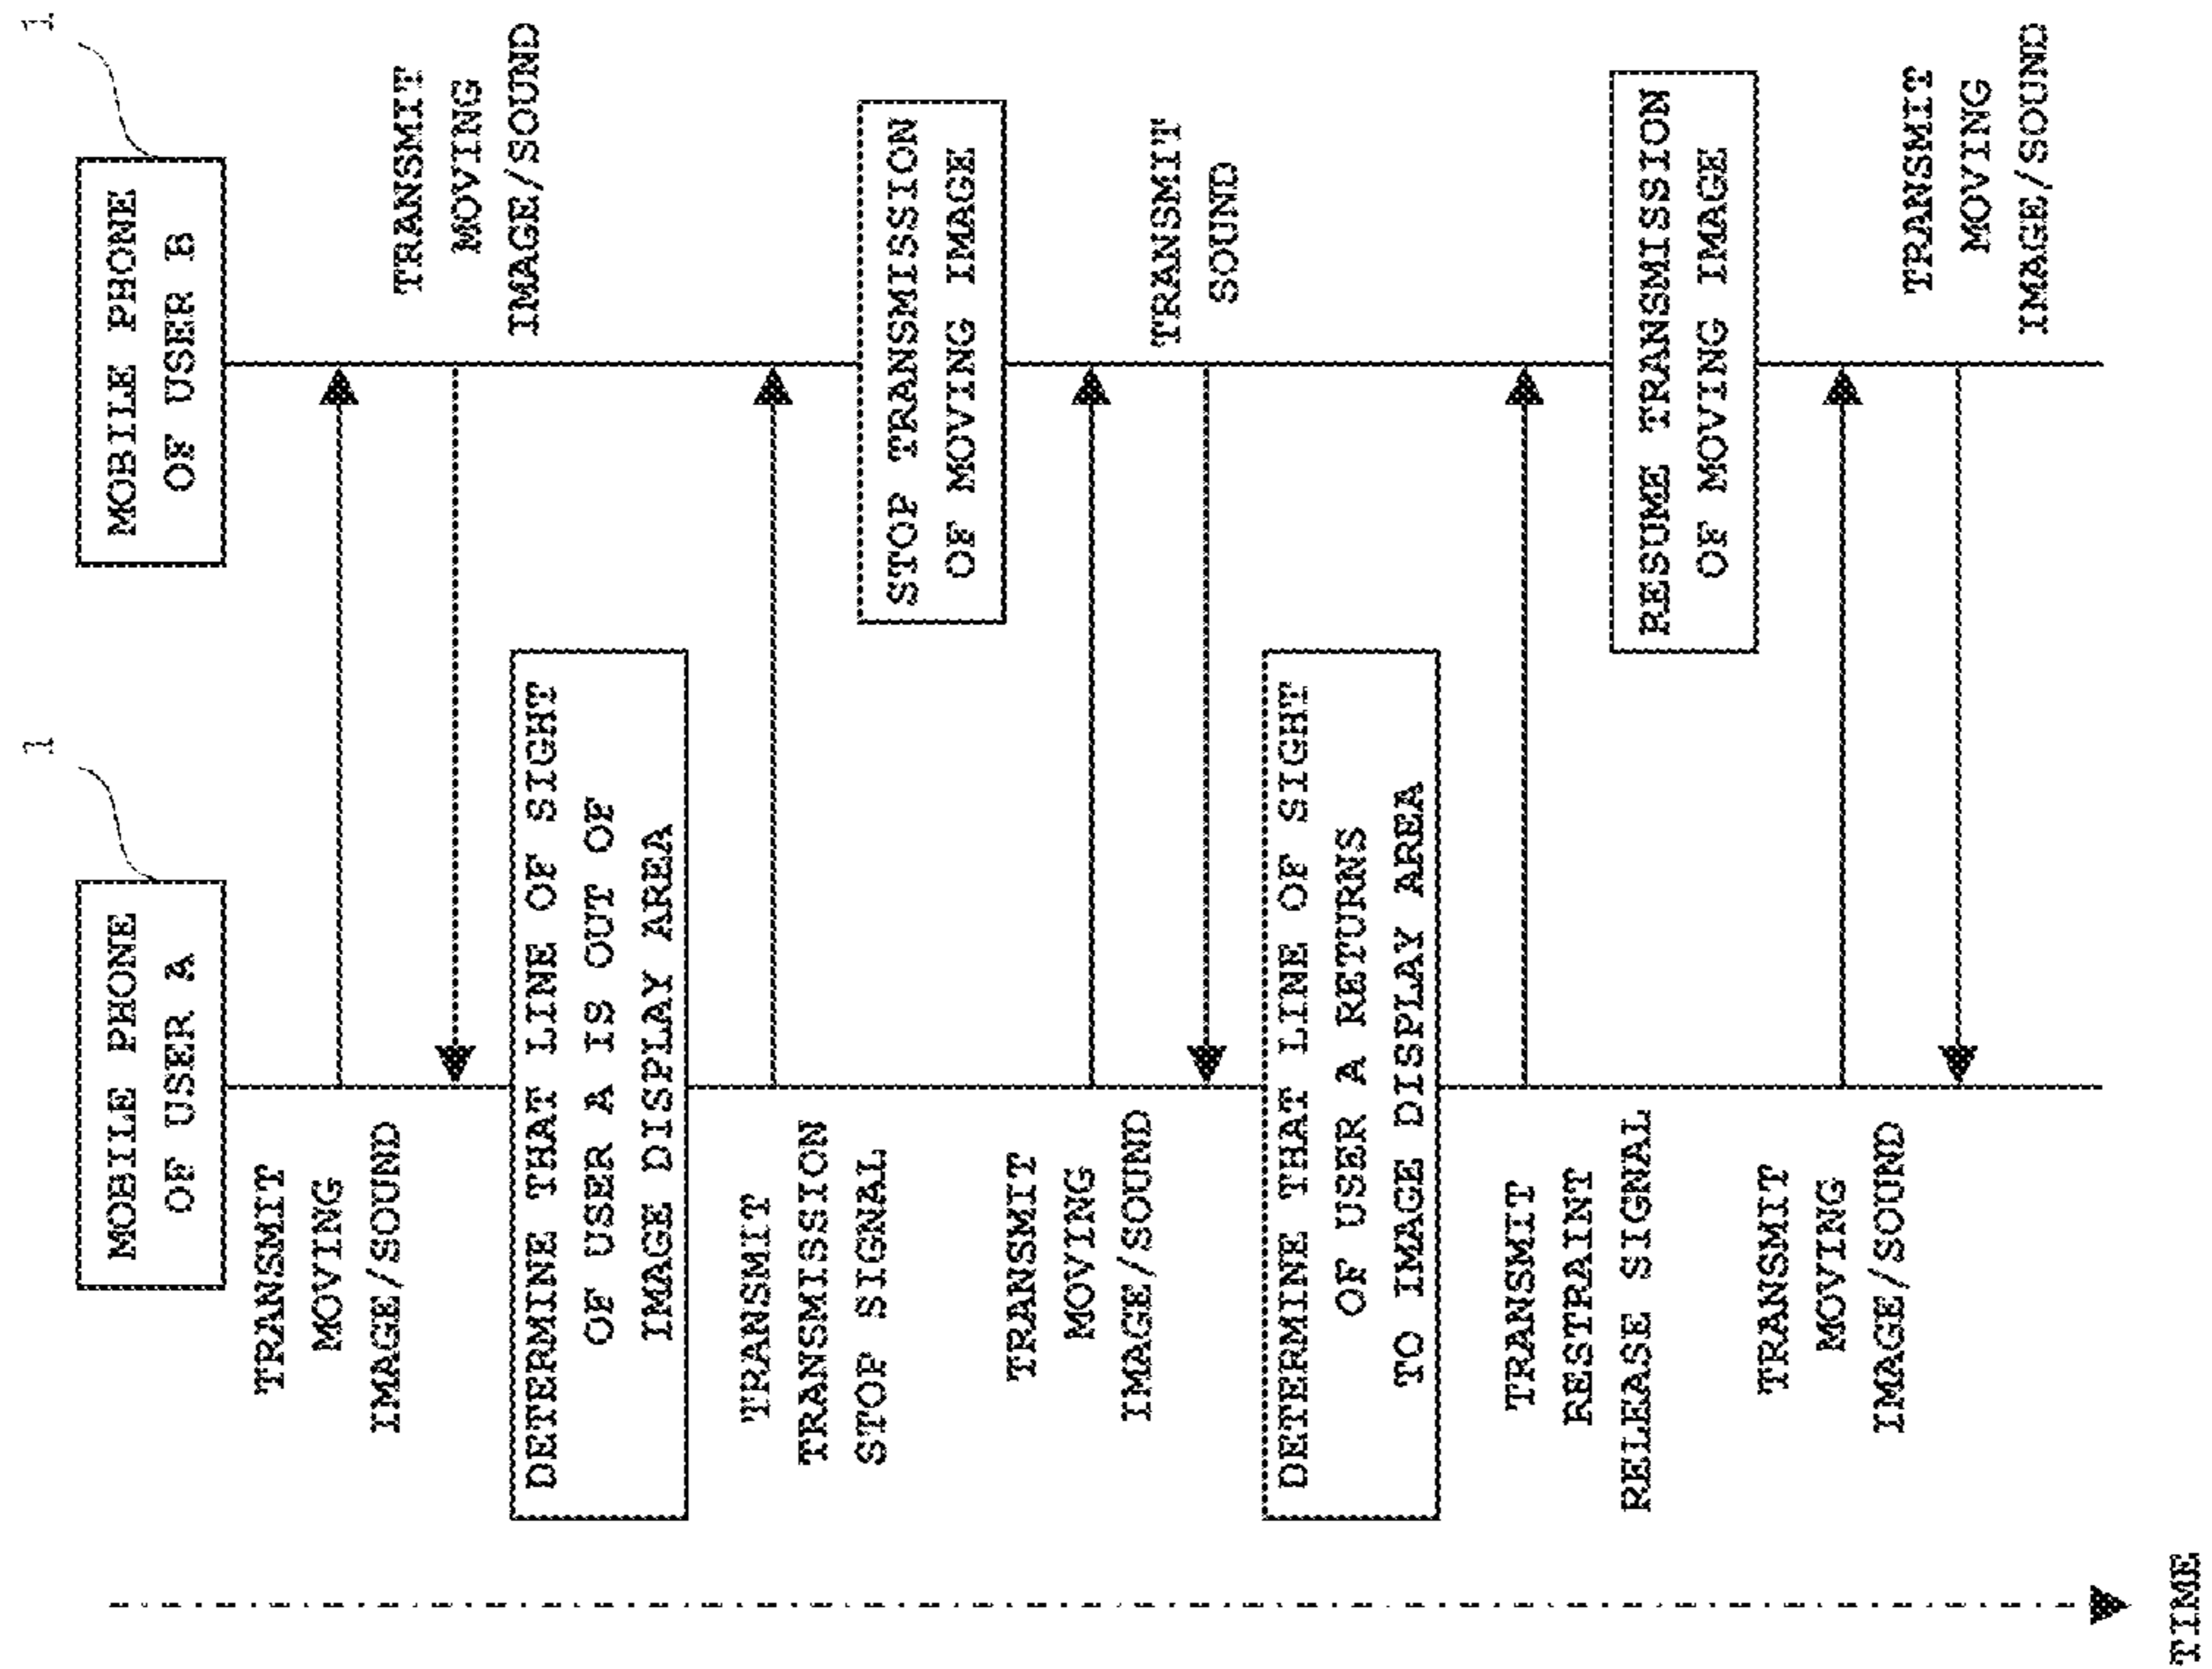 1
MOBILE PHONE
OF USER A
1
MOBILE PHONE
OF USER B
TRANSMIT
MOVING
IMAGE/SOUND
TRANSMIT
MOVING
IMAGE/SOUND
DETERMINE THAT LINE OF SIGHT
OF USER A IS OUT OF
IMAGE DISPLAY AREA
TRANSMIT
TRANSMISSION
STOP SIGNAL
STOP TRANSMISSION
OF MOVING IMAGE
TRANSMIT
MOVING
IMAGE/SOUND
TRANSMIT
SOUND
DETERMINE THAT LINE OF SIGHT
OF USER A RETURNS
TO IMAGE DISPLAY AREA
TRANSMIT
RESTRAINT
RELEASE SIGNAL
RESUME TRANSMISSION
OF MOVING IMAGE
TRANSMIT
MOVING
IMAGE/SOUND
TRANSMIT
MOVING
IMAGE/SOUND
TIME